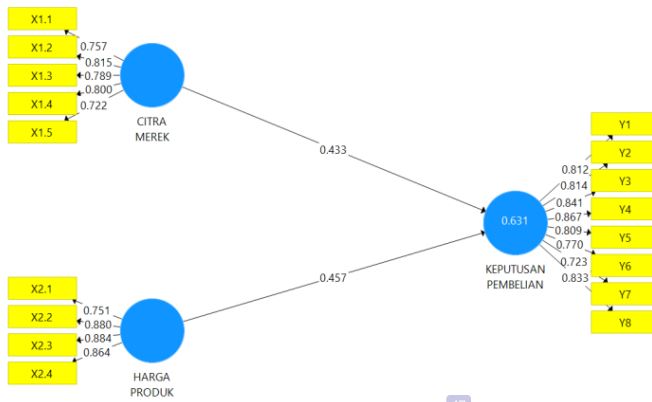 X1.1
X1.2
X1.3
X1.4
X1.5
0.757
0.815
0.789
0.800
0.722
CITRA
MEREK
0.433
Y1
Y2
Y3
Y4
Y5
Y6
Y7
Y8
0.812
0.814
0.841
0.867
0.809
0.770
0.723
0.833
0.631
KEPUTUSAN
PEMBELIAN
0.457
X2.1
X2.2
X2.3
X2.4
0.751
0.880
0.884
0.864
HARGA
PRODUK